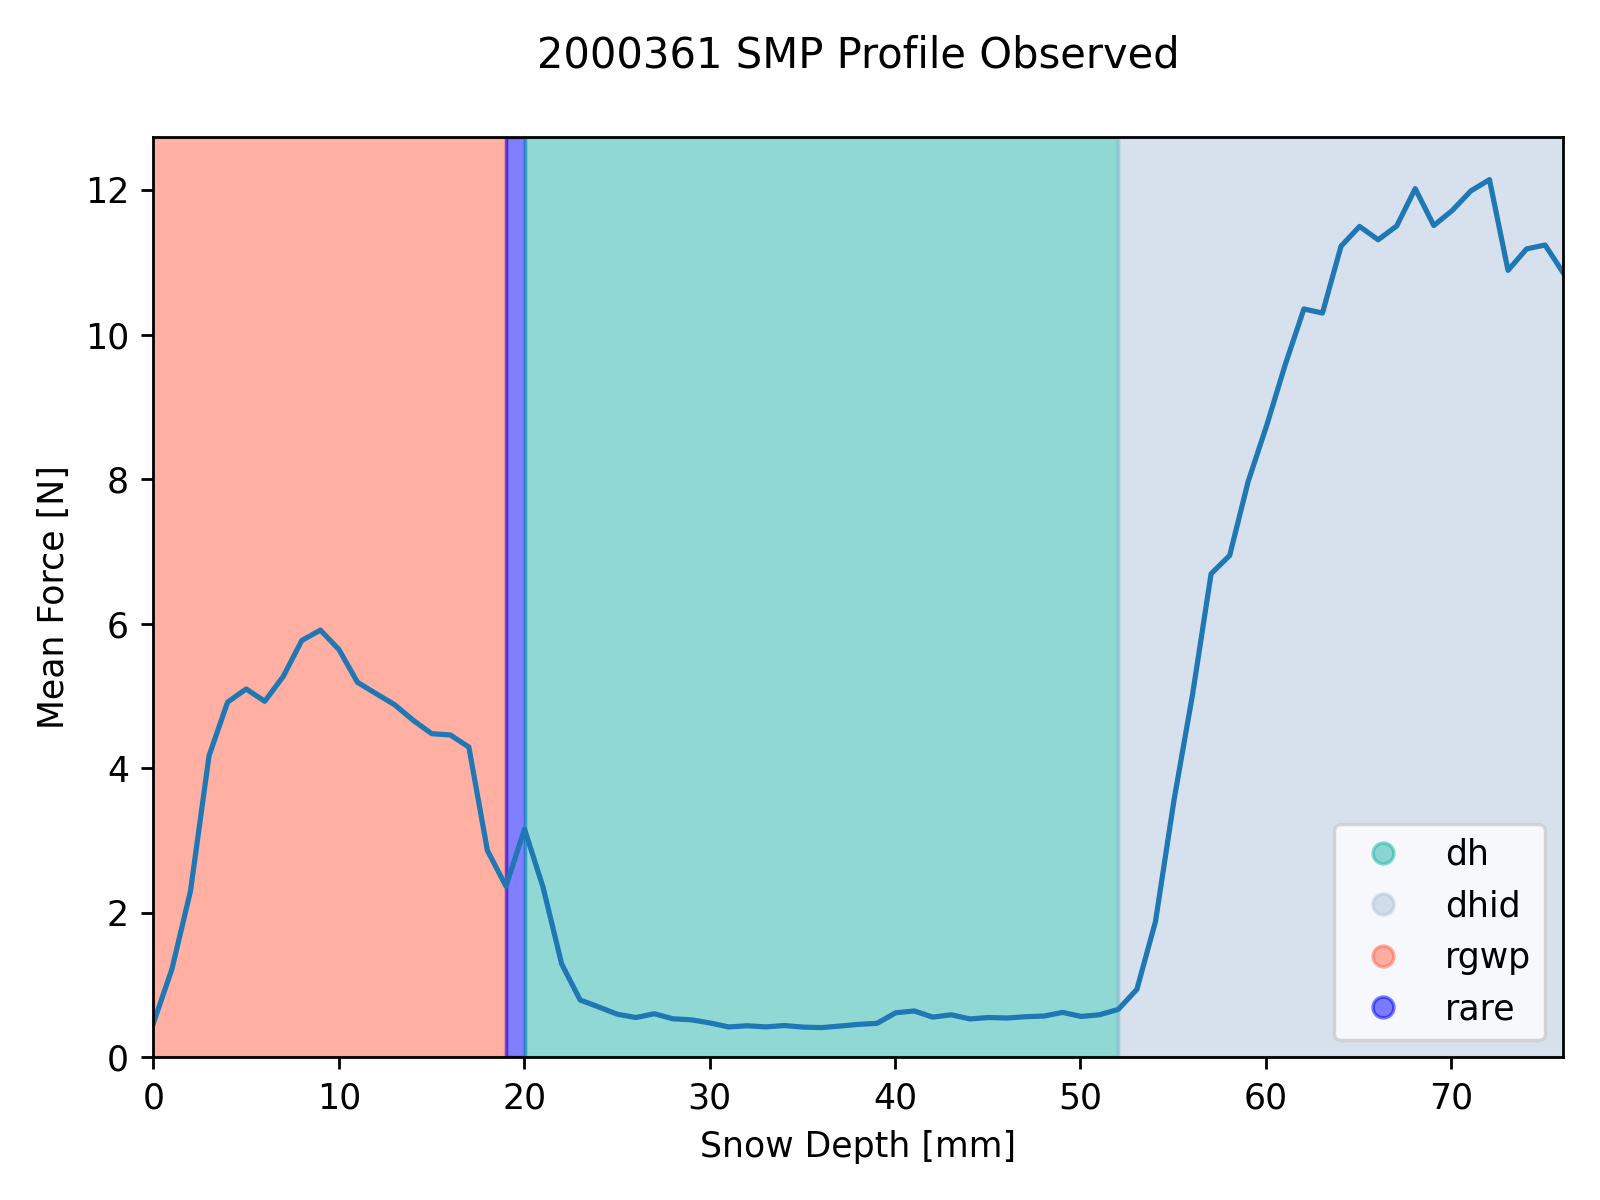 2000361 SMP Profile Observed
Mean Force [N]
12
10
8
6
4
2
0
dh
dhid
rgwp
rare
0 10 20 30 40 50 60 70
Snow Depth [mm]